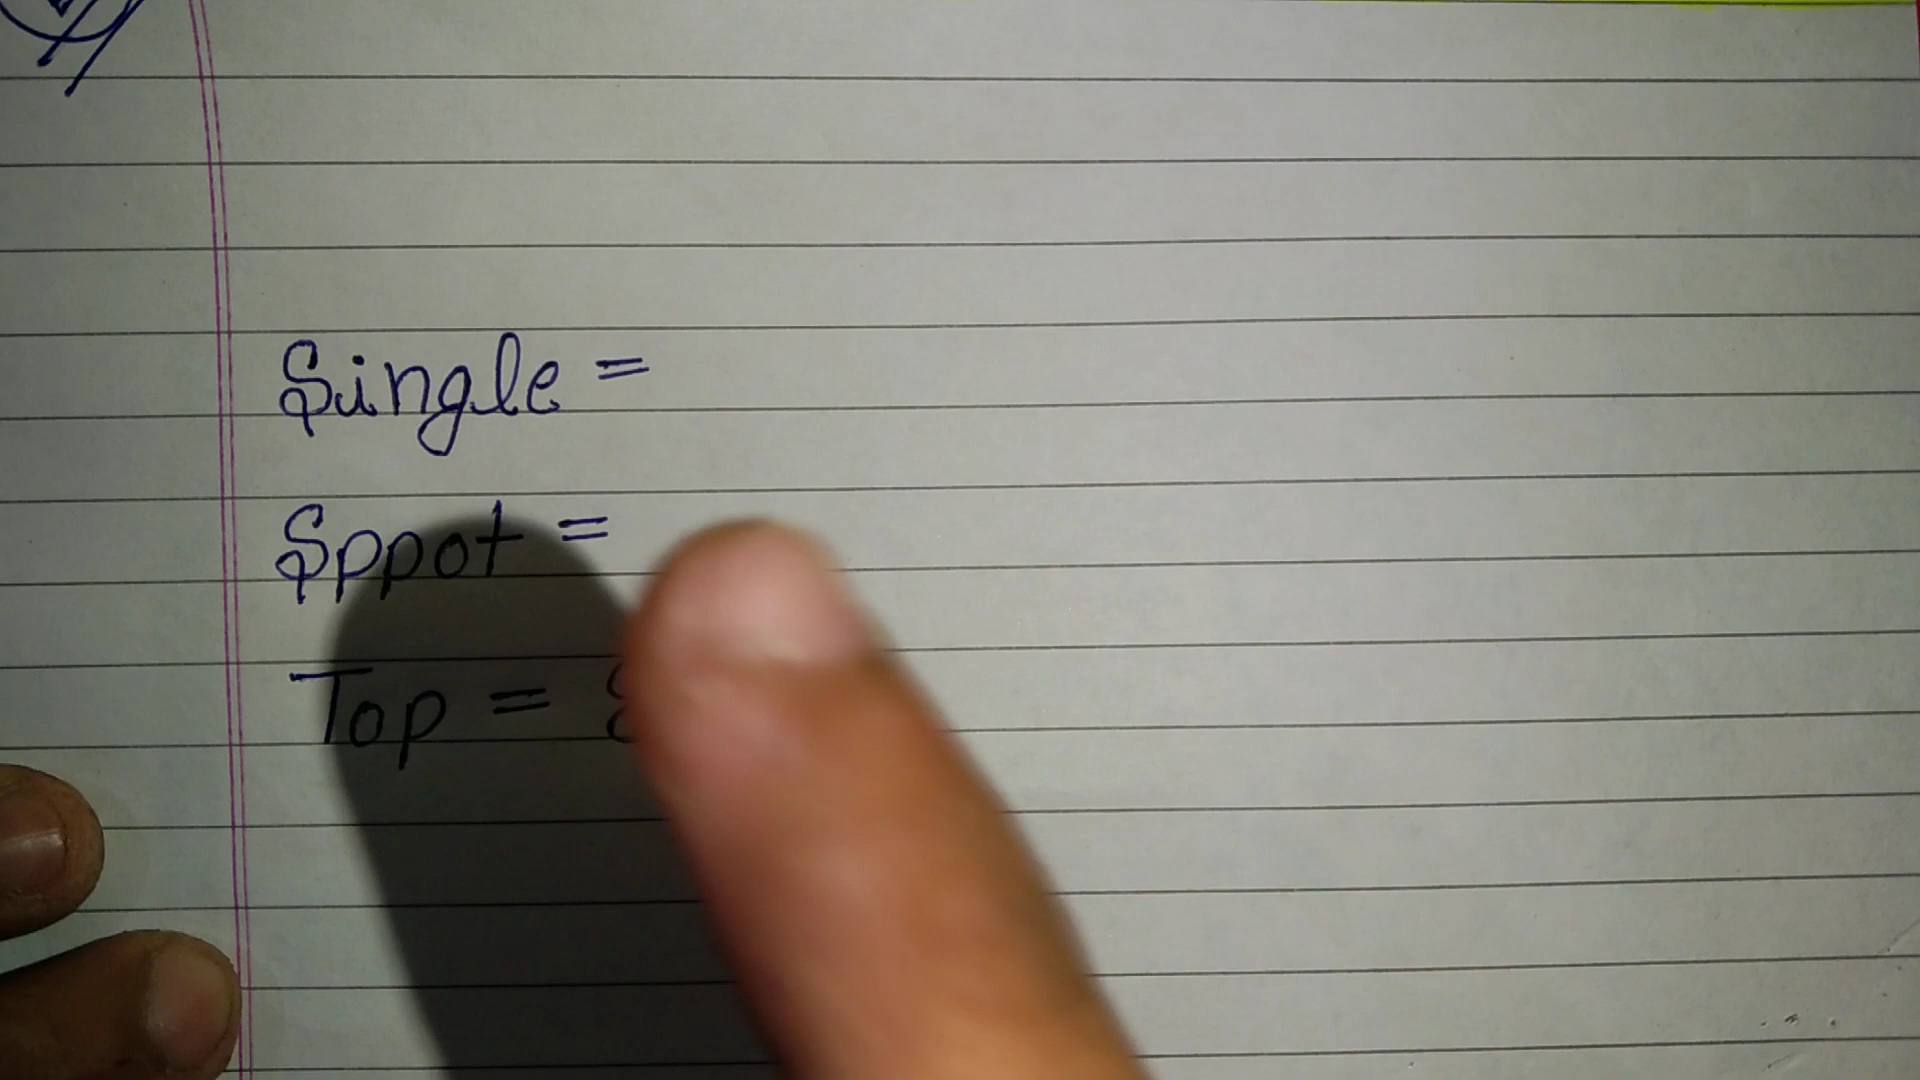 Single =
Sppot =
Top =